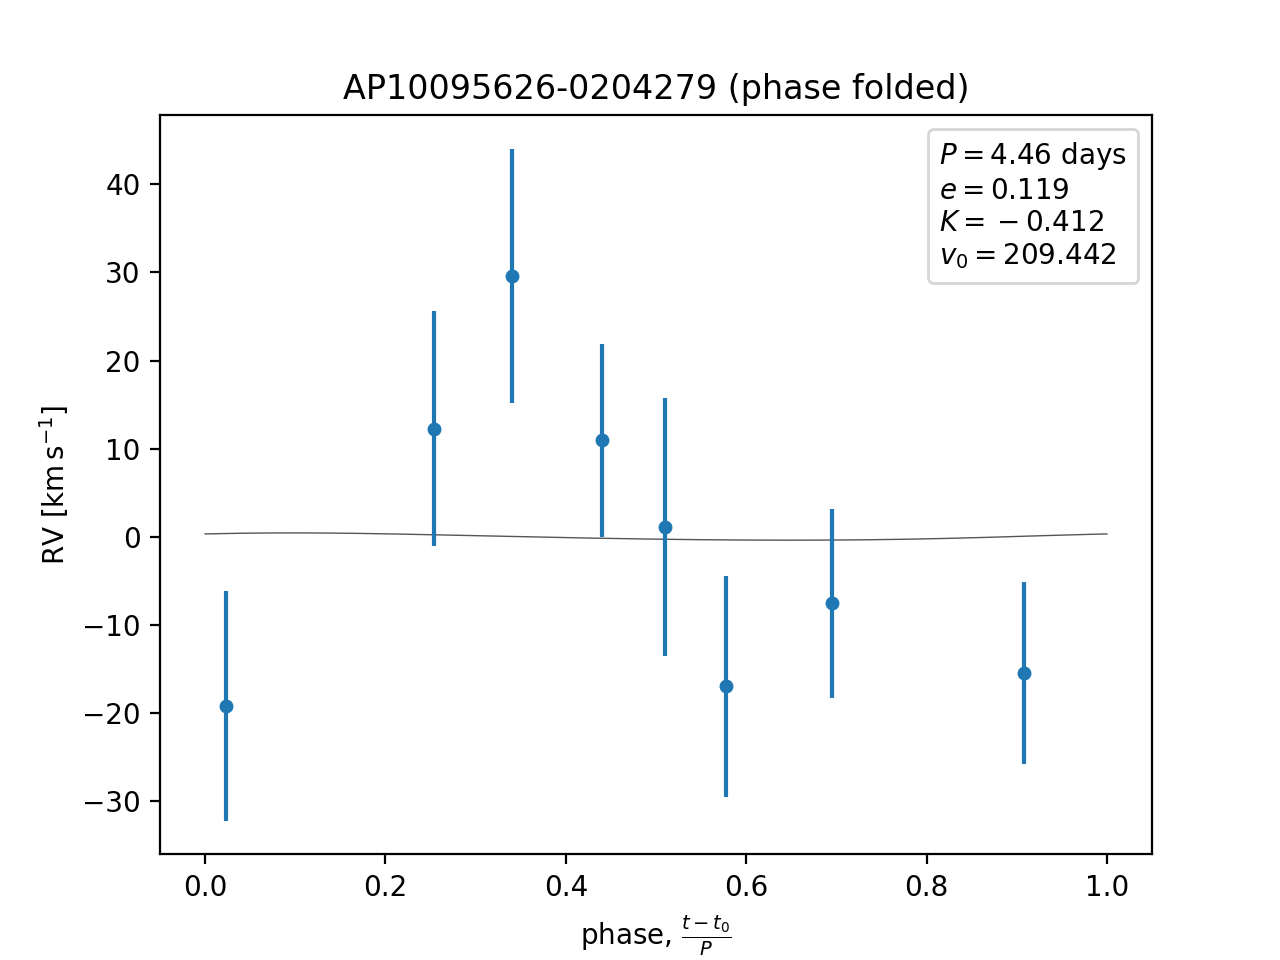 AP10095626-0204279 (phase folded)
P = 4.46 days
e = 0.119
K = −0.412
v₀ = 209.442
RV [km s⁻¹]
40
30
20
10
0
−10
−20
−30
0.0 0.2 0.4 0.6 0.8 1.0
phase, (t − t₀)/P